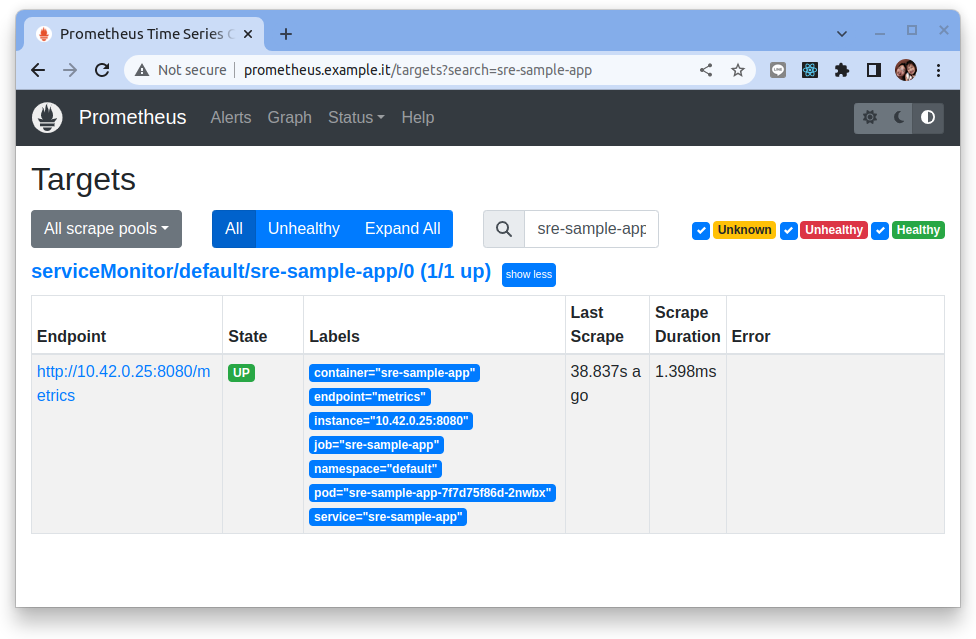 Prometheus Time Series C
Not secure prometheus.example.it/targets?search=sre-sample-app
Prometheus Alerts Graph Status Help
Targets
All scrape pools All Unhealthy Expand All sre-sample-app Unknown Unhealthy Healthy
serviceMonitor/default/sre-sample-app/0 (1/1 up) show less
Endpoint State Labels Last Scrape Scrape Duration Error
http://10.42.0.25:8080/m
etrics
UP
container="sre-sample-app"
endpoint="metrics"
instance="10.42.0.25:8080"
job="sre-sample-app"
namespace="default"
pod="sre-sample-app-7f7d75f86d-2nwbx"
service="sre-sample-app"
38.837s a
go
1.398ms